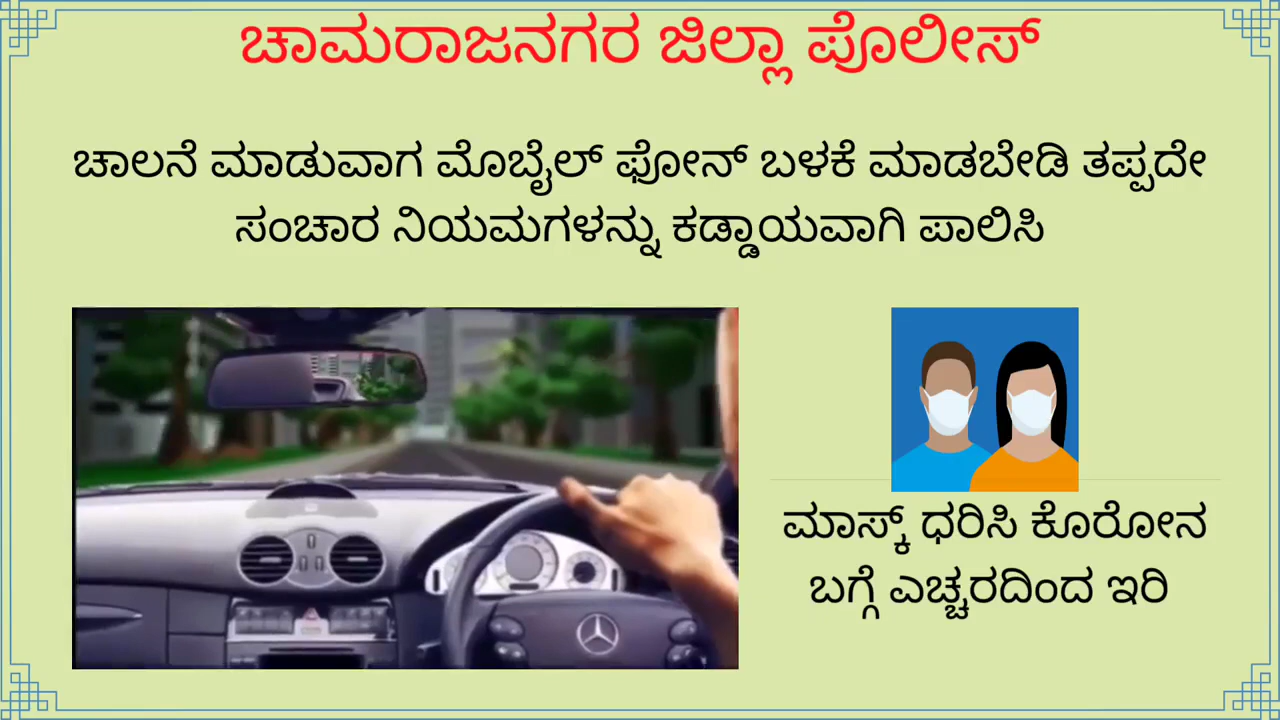 ಚಾಮರಾಜನಗರ ಜಿಲ್ಲಾ ಪೊಲೀಸ್
ಚಾಲನೆ ಮಾಡುವಾಗ ಮೊಬೈಲ್ ಫೋನ್ ಬಳಕೆ ಮಾಡಬೇಡಿ ತಪ್ಪದೇ
ಸಂಚಾರ ನಿಯಮಗಳನ್ನು ಕಡ್ಡಾಯವಾಗಿ ಪಾಲಿಸಿ
ಮಾಸ್ಕ್ ಧರಿಸಿ ಕೊರೋನ
ಬಗ್ಗೆ ಎಚ್ಚರದಿಂದ ಇರಿ